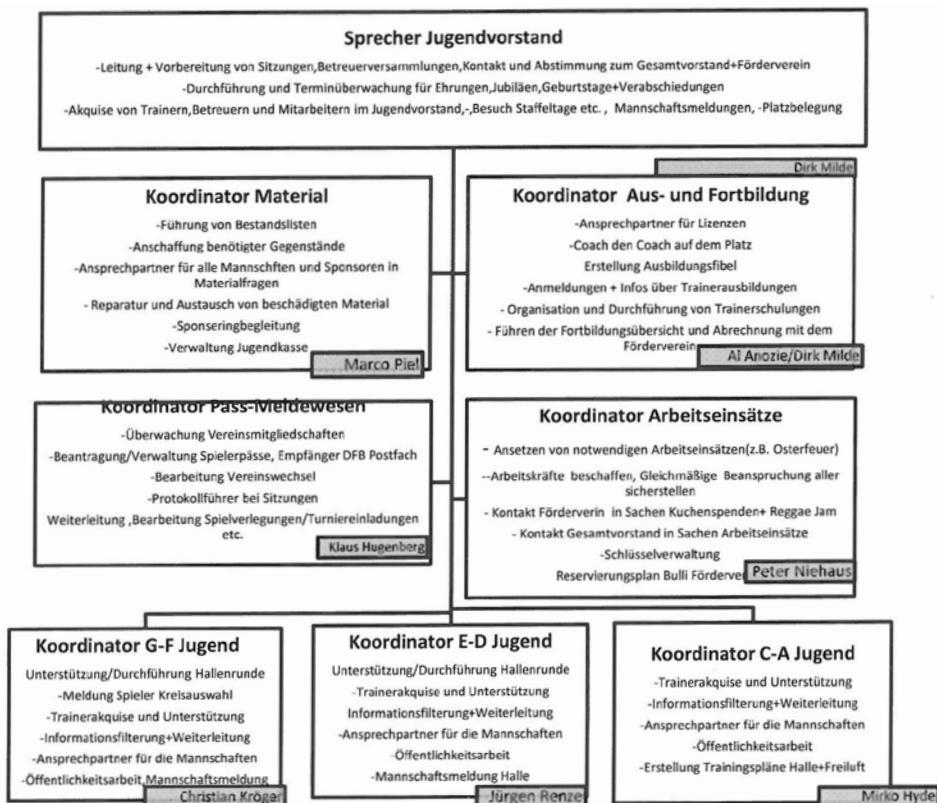 Sprecher Jugendvorstand
-Leitung + Vorbereitung von Sitzungen,Betreuerversammlungen,Kontakt und Abstimmung zum Gesamtvorstand+Förderverein
-Durchführung und Terminüberwachung für Ehrungen,Jubiläen,Geburtstage+Verabschiedungen
-Akquise von Trainern,Betreuern und Mitarbeitern im Jugendvorstand,-,Besuch Staffeltage etc. , Mannschaftsmeldungen, -Platzbelegung
Dirk Milde
Koordinator Material
-Führung von Bestandslisten
-Anschaffung benötigter Gegenstände
-Ansprechpartner für alle Mannschften und Sponsoren in
Materialfragen
- Reparatur und Austausch von beschädigten Material
-Sponseringbegleitung
-Verwaltung Jugendkasse
Marco Piel
Koordinator Aus- und Fortbildung
-Ansprechpartner für Lizenzen
-Coach den Coach auf dem Platz
Erstellung Ausbildungsfibel
-Anmeldungen + Infos über Trainerausbildungen
- Organisation und Durchführung von Trainerschulungen
- Führen der Fortbildungsübersicht und Abrechnung mit dem
Förderverein
Al Anozie/Dirk Milde
Koordinator Pass-Meldewesen
-Überwachung Vereinsmitgliedschaften
-Beantragung/Verwaltung Spielerpässe, Empfänger DFB Postfach
-Bearbeitung Vereinswechsel
-Protokollführer bei Sitzungen
Weiterleitung ,Bearbeitung Spielverlegungen/Turniereinladungen
etc.
Klaus Hugenberg
Koordinator Arbeitseinsätze
- Ansetzen von notwendigen Arbeitseinsätzen(z.B. Osterfeuer)
--Arbeitskräfte beschaffen, Gleichmäßige Beanspruchung aller
sicherstellen
- Kontakt Förderverin in Sachen Kuchenspenden+ Reggae Jam
- Kontakt Gesamtvorstand in Sachen Arbeitseinsätze
-Schlüsselverwaltung
Reservierungsplan Bulli
Peter Niehaus
Koordinator G-F Jugend
Unterstützung/Durchführung Hallenrunde
-Meldung Spieler Kreisauswahl
-Trainerakquise und Unterstützung
-Informationsfilterung+Weiterleitung
-Ansprechpartner für die Mannschaften
-Öffentlichkeitsarbeit,Mannschaftsmeldung
Christian Kröger
Koordinator E-D Jugend
Unterstützung/Durchführung Hallenrunde
-Trainerakquise und Unterstützung
Informationsfilterung+Weiterleitung
-Ansprechpartner für die Mannschaften
-Öffentlichkeitsarbeit
-Mannschaftsmeldung Halle
Jürgen Renze
Koordinator C-A Jugend
-Trainerakquise und Unterstützung
-Informationsfilterung+Weiterleitung
-Ansprechpartner für die Mannschaften
-Öffentlichkeitsarbeit
-Erstellung Trainingspläne Halle+Freiluft
Mirko Hyde